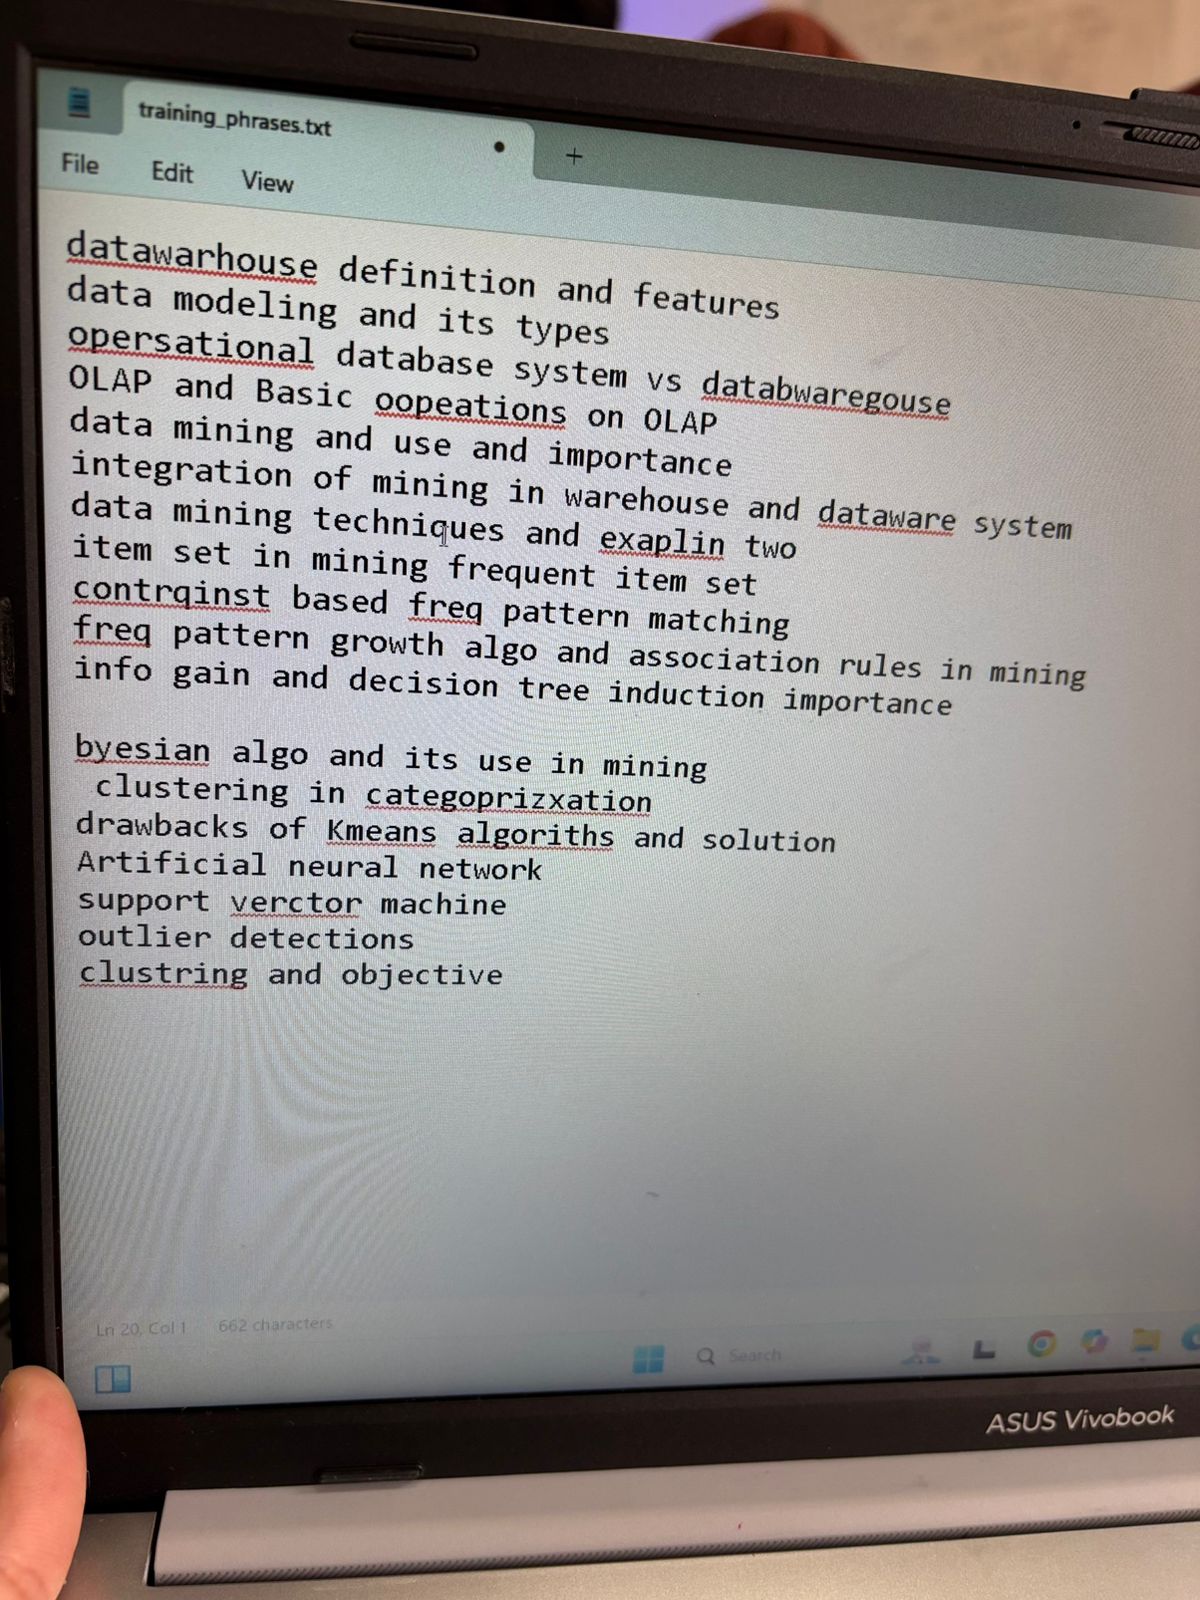 training_phrases.txt
File Edit View
datawarhouse definition and features
data modeling and its types
opersational database system vs databwaregouse
OLAP and Basic oopeations on OLAP
data mining and use and importance
integration of mining in warehouse and dataware system
data mining techniques and exaplin two
item set in mining frequent item set
contrqinst based freq pattern matching
freq pattern growth algo and association rules in mining
info gain and decision tree induction importance
byesian algo and its use in mining
clustering in categoprizxation
drawbacks of Kmeans algoriths and solution
Artificial neural network
support verctor machine
outlier detections
clustring and objective
Ln 20, Col 1 662 characters
Search
ASUS Vivobook